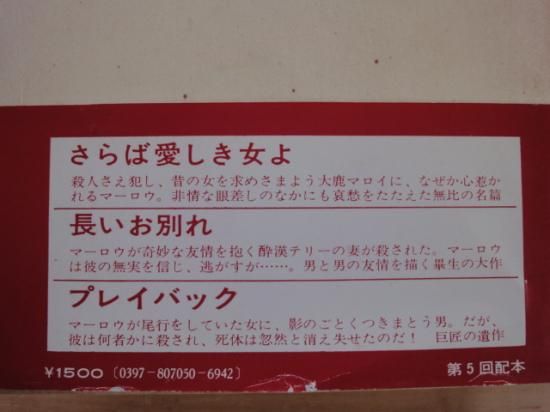 さらば愛しき女よ
殺人さえ犯し、昔の女を求めさまよう大鹿マロイに、なぜか心惹か
れるマーロウ。非情な眼差しのなかにも哀愁をたたえた無比の名篇
長いお別れ
マーロウが奇妙な友情を抱く酔漢テリーの妻が殺された。マーロウ
は彼の無実を信じ、逃がすが……。男と男の友情を描く畢生の大作
プレイバック
マーロウが尾行をしていた女に、影のごとくつきまとう男。だが、
彼は何者かに殺され、死体は忽然と消え失せたのだ！ 巨匠の遺作
¥1500 〔0397-807050-6942〕 第5回配本